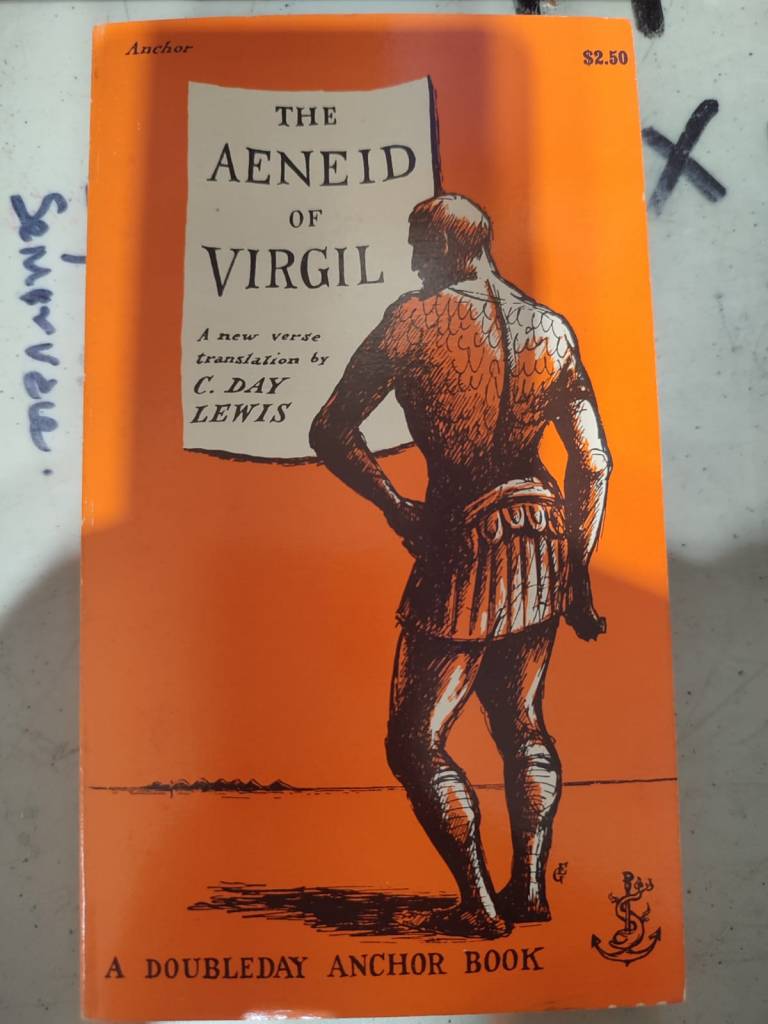 Anchor
$2.50
THE
AENEID
OF
VIRGIL
A new verse
translation by
C. DAY
LEWIS
A DOUBLEDAY ANCHOR BOOK
X